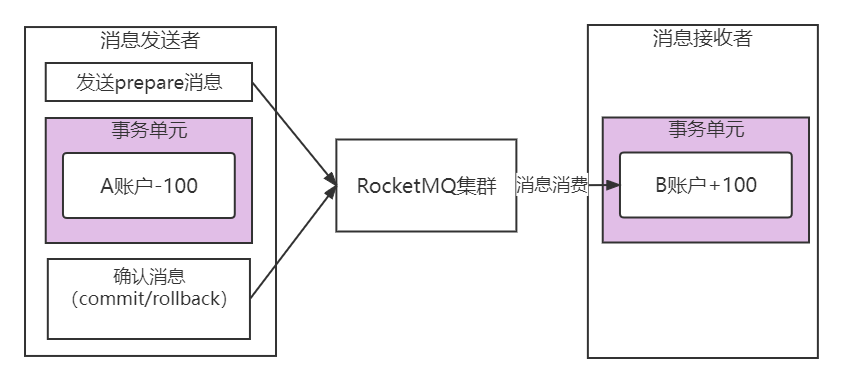 消息发送者
发送prepare消息
事务单元
A账户-100
确认消息
（commit/rollback）
RocketMQ集群
消息消费
消息接收者
事务单元
B账户+100